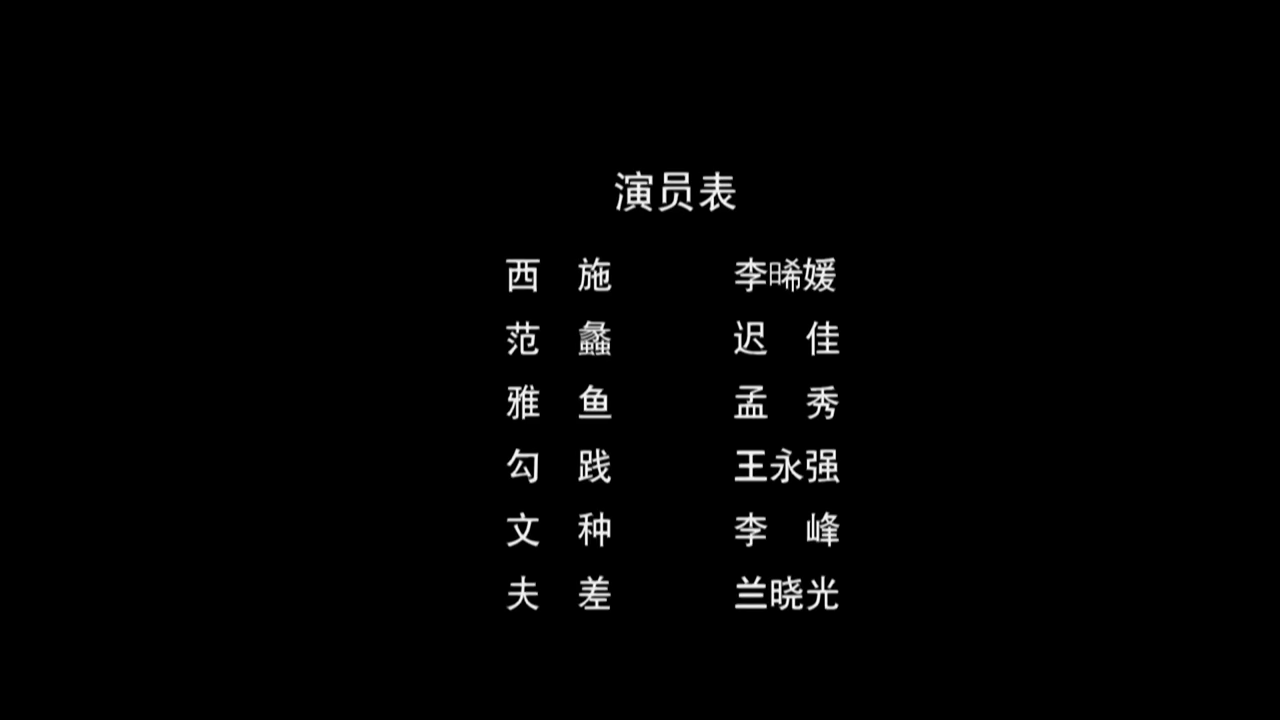 演员表
西 施 李晞媛
范 蠡 迟 佳
雅 鱼 孟 秀
勾 践 王永强
文 种 李 峰
夫 差 兰晓光